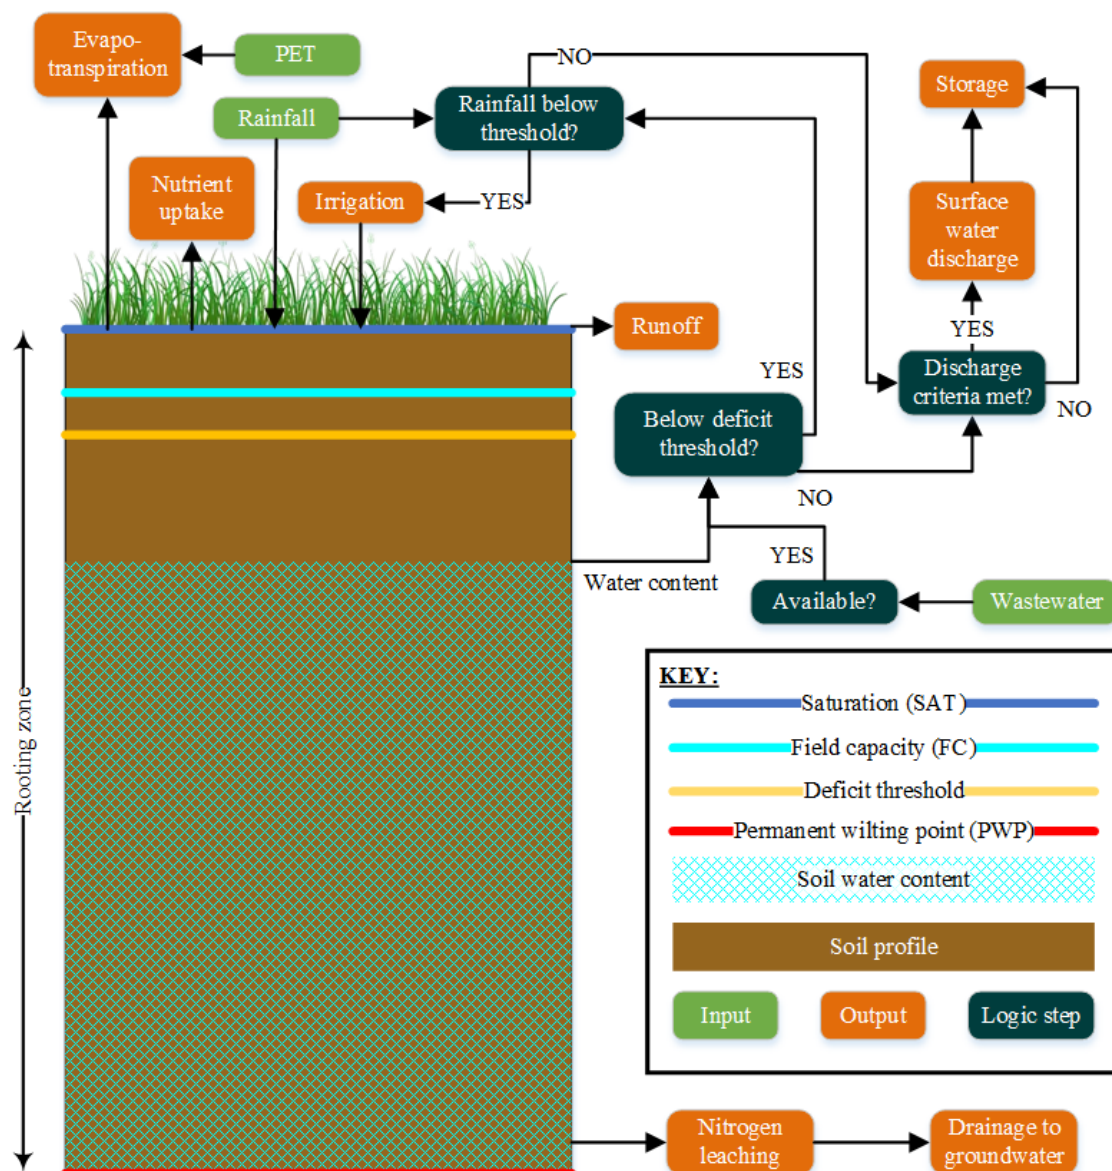 Evapo-
transpiration
PET
NO
Rainfall
Rainfall below
threshold?
Storage
Nutrient
uptake
Irrigation
YES
Surface
water
discharge
Runoff
YES
YES
Discharge
criteria met?
NO
Below deficit
threshold?
NO
YES
Water content
Available?
Wastewater
Rooting zone
KEY:
Saturation (SAT)
Field capacity (FC)
Deficit threshold
Permanent wilting point (PWP)
Soil water content
Soil profile
Input
Output
Logic step
Nitrogen
leaching
Drainage to
groundwater